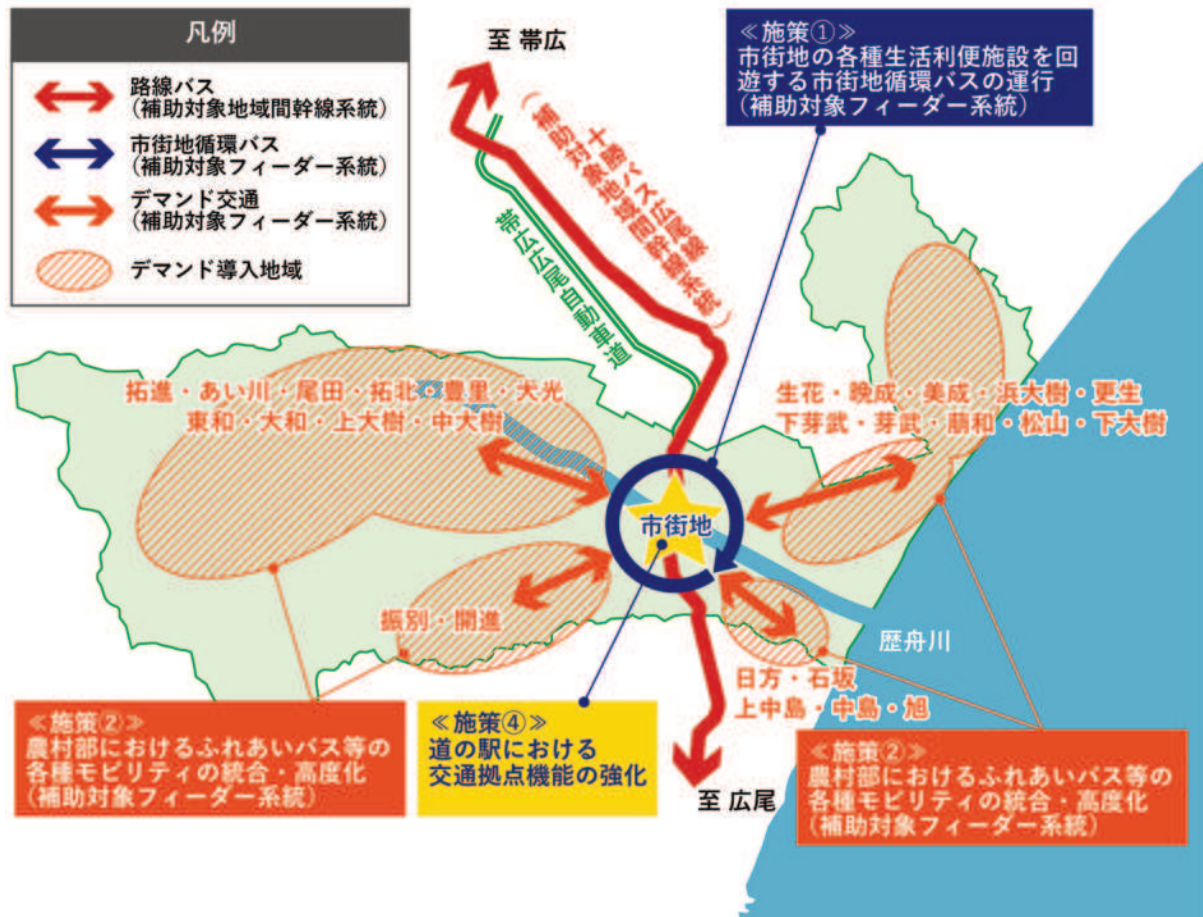 凡例
路線バス
(補助対象地域間幹線系統)
市街地循環バス
(補助対象フィーダー系統)
デマンド交通
(補助対象フィーダー系統)
デマンド導入地域
至 帯広
≪施策①≫
市街地の各種生活利便施設を回
遊する市街地循環バスの運行
(補助対象フィーダー系統)
十勝バス広尾線
(補助対象地域間幹線系統)
帯広広尾自動車道
拓進・あい川・尾田・拓北・豊里・犬光
東和・大和・上大樹・中大樹
生花・晩成・美成・浜大樹・更生
下芽武・芽武・萠和・松山・下大樹
市街地
振別・開進
歴舟川
日方・石坂
上中島・中島・旭
≪施策②≫
農村部におけるふれあいバス等の
各種モビリティの統合・高度化
(補助対象フィーダー系統)
≪施策④≫
道の駅における
交通拠点機能の強化
至 広尾
≪施策②≫
農村部におけるふれあいバス等の
各種モビリティの統合・高度化
(補助対象フィーダー系統)